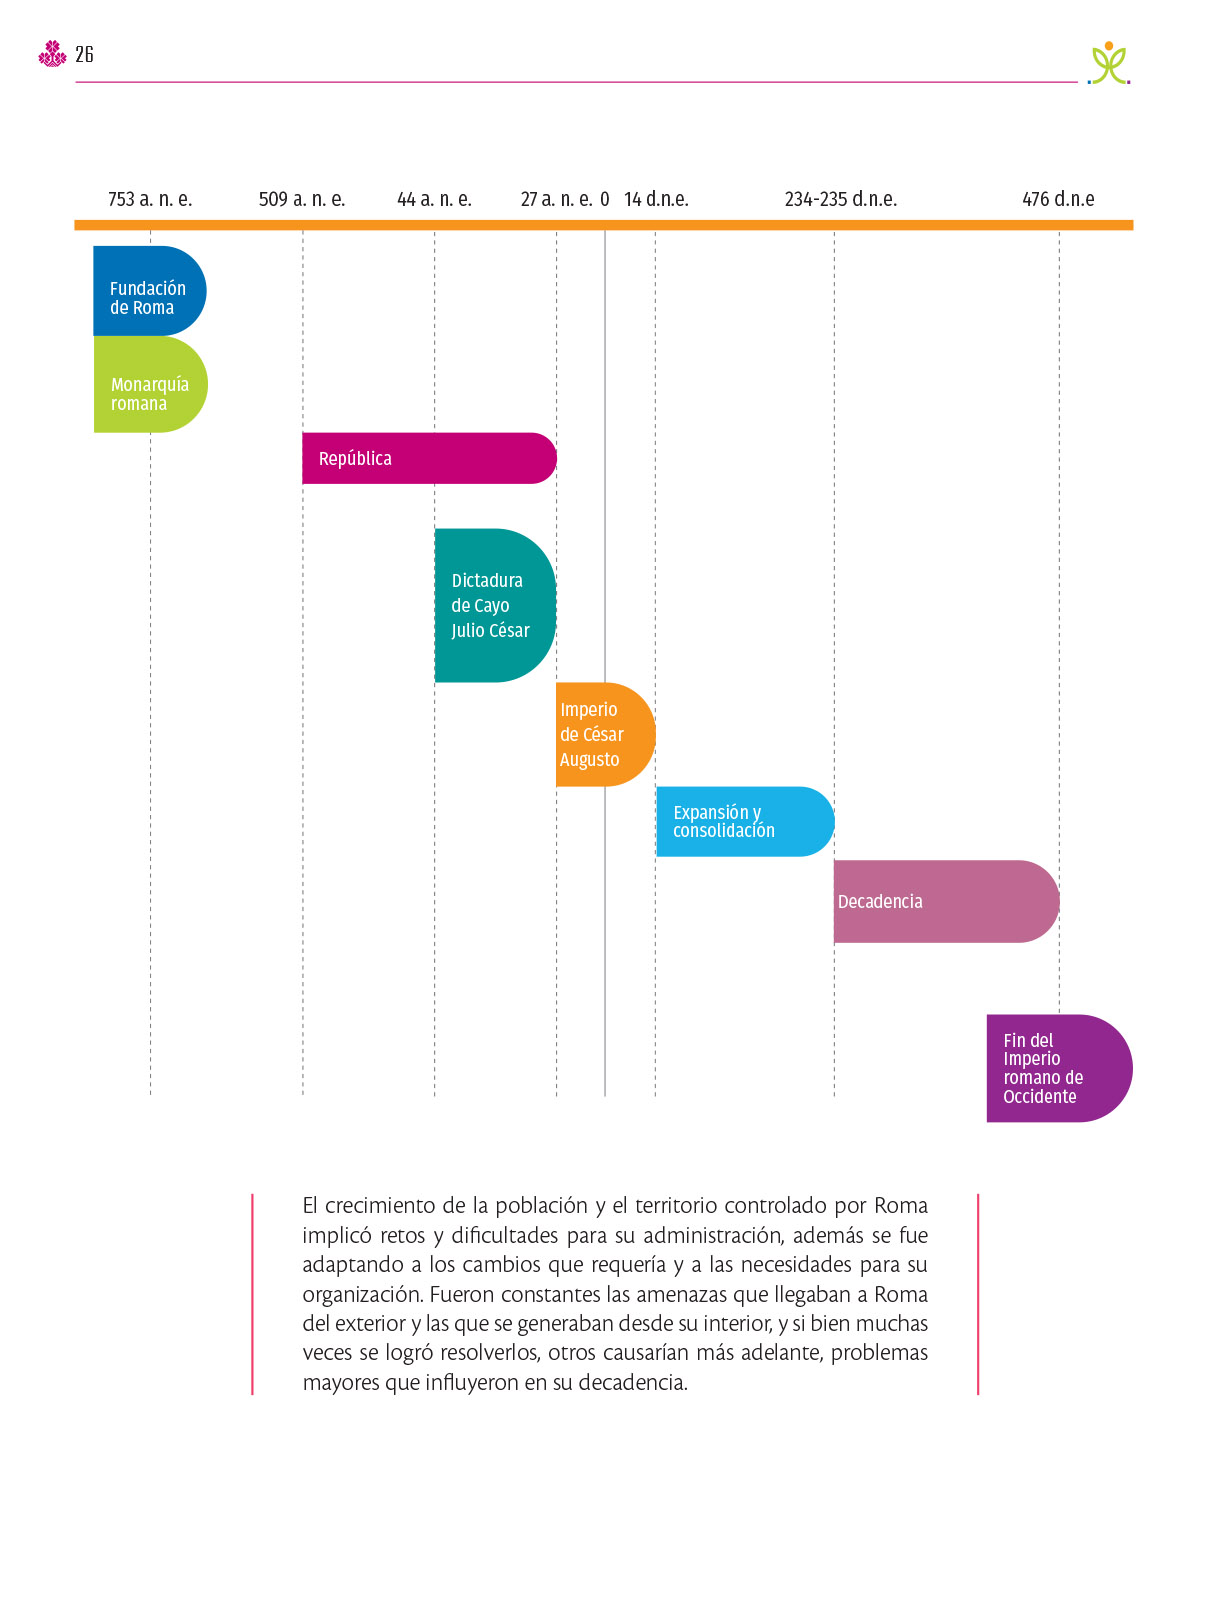 26
753 a. n. e. 509 a. n. e. 44 a. n. e. 27 a. n. e. 0 14 d.n.e. 234-235 d.n.e. 476 d.n.e
Fundación
de Roma
Monarquía
romana
República
Dictadura
de Cayo
Julio César
Imperio
de César
Augusto
Expansión y
consolidación
Decadencia
Fin del
Imperio
romano de
Occidente
El crecimiento de la población y el territorio controlado por Roma
implicó retos y dificultades para su administración, además se fue
adaptando a los cambios que requería y a las necesidades para su
organización. Fueron constantes las amenazas que llegaban a Roma
del exterior y las que se generaban desde su interior, y si bien muchas
veces se logró resolverlos, otros causarían más adelante, problemas
mayores que influyeron en su decadencia.